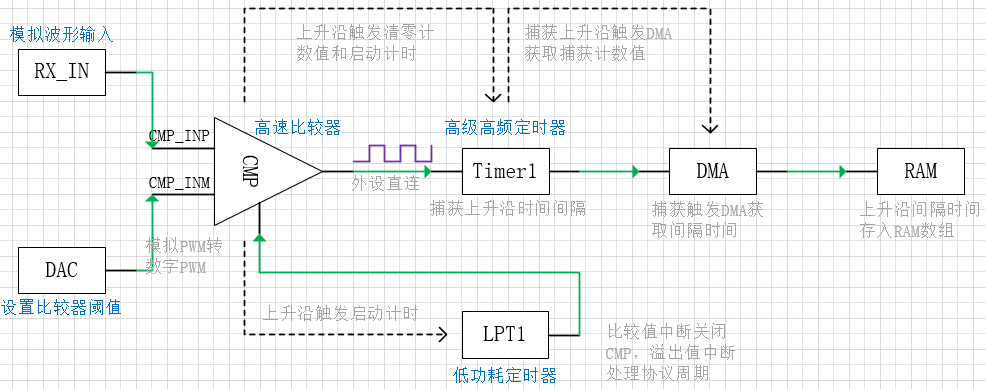 模拟波形输入
RX_IN
上升沿触发清零计
数值和启动计时
捕获上升沿触发DMA
获取捕获计数值
高速比较器
高级高频定时器
CMP_INP
CMP_INM
CMP
外设直连
Timer1
捕获上升沿时间间隔
DMA
捕获触发DMA获
取间隔时间
RAM
上升沿间隔时间
存入RAM数组
模拟PWM转
数字PWM
DAC
设置比较器阈值
上升沿触发启动计时
LPT1
低功耗定时器
比较值中断关闭
CMP，溢出值中断
处理协议周期